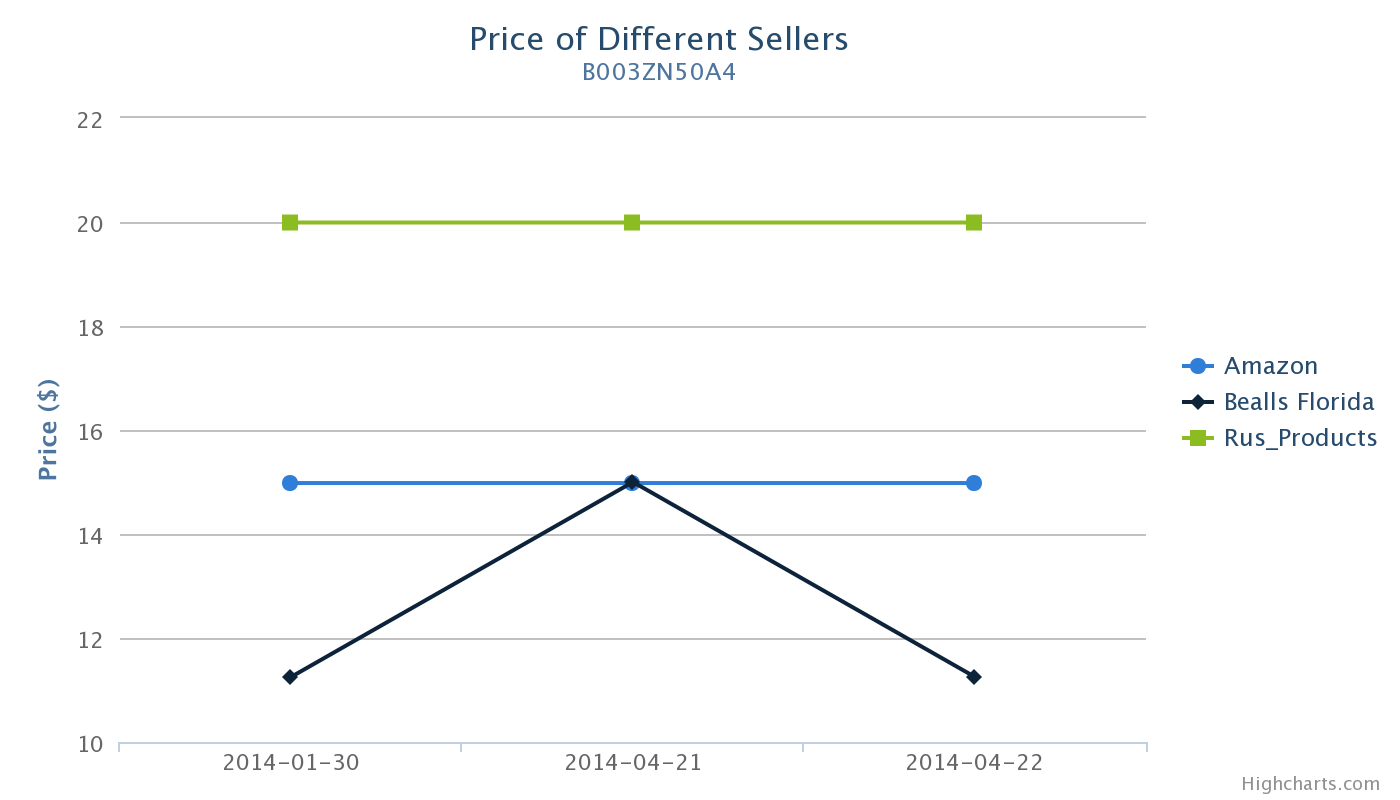 Price of Different Sellers
B003ZN50A4
22
20
18
16
14
12
10
Price ($)
2014-01-30
2014-04-21
2014-04-22
Amazon
Bealls Florida
Rus_Products
Highcharts.com